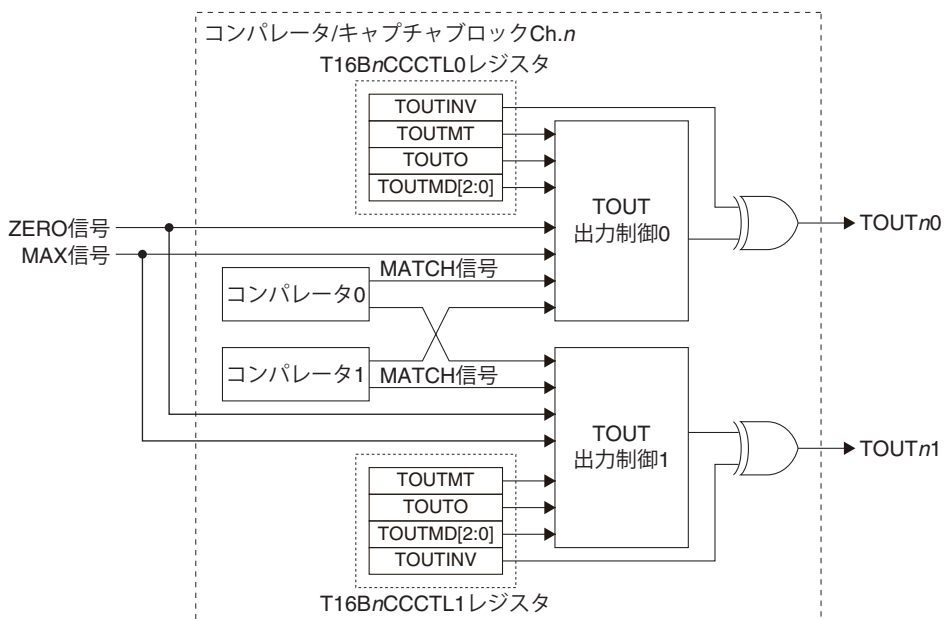 コンパレータ/キャプチャブロックCh.n
T16BnCCCTL0レジスタ
TOUTINV
TOUTMT
TOUTO
TOUTMD[2:0]
TOUT
出力制御0
TOUTn0
ZERO信号
MAX信号
MATCH信号
コンパレータ0
コンパレータ1
MATCH信号
TOUT
出力制御1
TOUTn1
TOUTMT
TOUTO
TOUTMD[2:0]
TOUTINV
T16BnCCCTL1レジスタ